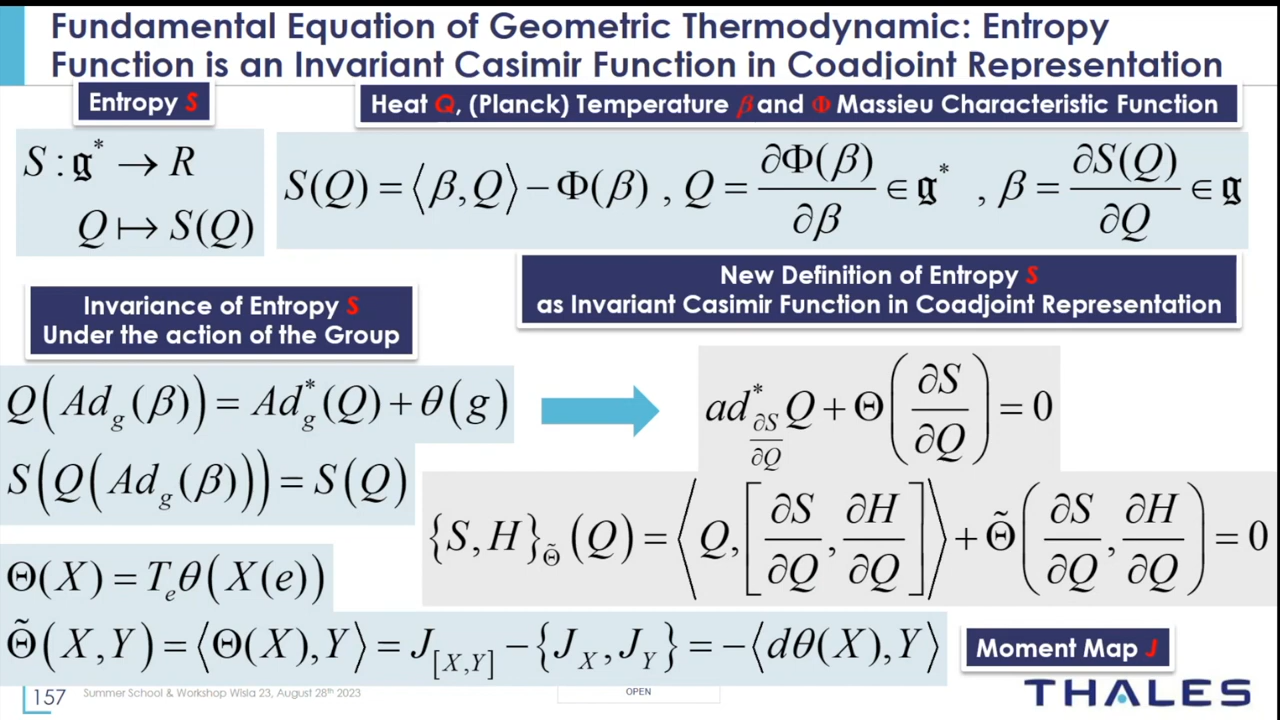 Fundamental Equation of Geometric Thermodynamic: Entropy
Function is an Invariant Casimir Function in Coadjoint Representation
Entropy S
Heat Q, (Planck) Temperature β and Φ Massieu Characteristic Function
S : 𝔤* → R
Q ↦ S(Q)
S(Q) = ⟨β, Q⟩ − Φ(β) , Q = ∂Φ(β)/∂β ∈ 𝔤* , β = ∂S(Q)/∂Q ∈ 𝔤
New Definition of Entropy S
as Invariant Casimir Function in Coadjoint Representation
Invariance of Entropy S
Under the action of the Group
Q(Ad_g(β)) = Ad*_g(Q) + θ(g)
S(Q(Ad_g(β))) = S(Q)
ad*_{∂S/∂Q} Q + Θ(∂S/∂Q) = 0
{S, H}_Θ̃(Q) = ⟨Q, [∂S/∂Q, ∂H/∂Q]⟩ + Θ̃(∂S/∂Q, ∂H/∂Q) = 0
Θ(X) = T_e θ(X(e))
Θ̃(X, Y) = ⟨Θ(X), Y⟩ = J_[X,Y] − {J_X, J_Y} = −⟨dθ(X), Y⟩
Moment Map J
157
Summer School & Workshop Wisla 23, August 28th 2023
OPEN
THALES